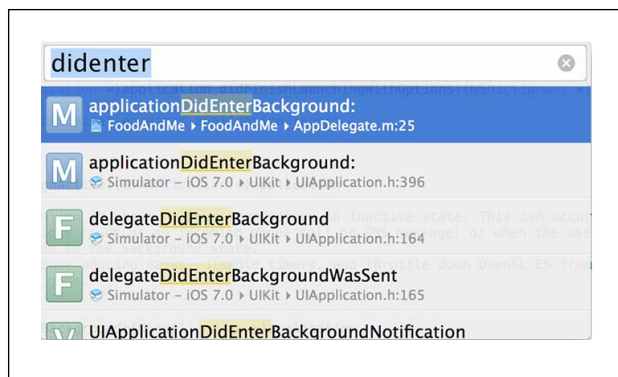 didenter
M applicationDidEnterBackground:
FoodAndMe ▸ FoodAndMe ▸ AppDelegate.m:25
M applicationDidEnterBackground:
Simulator – iOS 7.0 ▸ UIKit ▸ UIApplication.h:396
F delegateDidEnterBackground
Simulator – iOS 7.0 ▸ UIKit ▸ UIApplication.h:164
F delegateDidEnterBackgroundWasSent
Simulator – iOS 7.0 ▸ UIKit ▸ UIApplication.h:165
V UIApplicationDidEnterBackgroundNotification